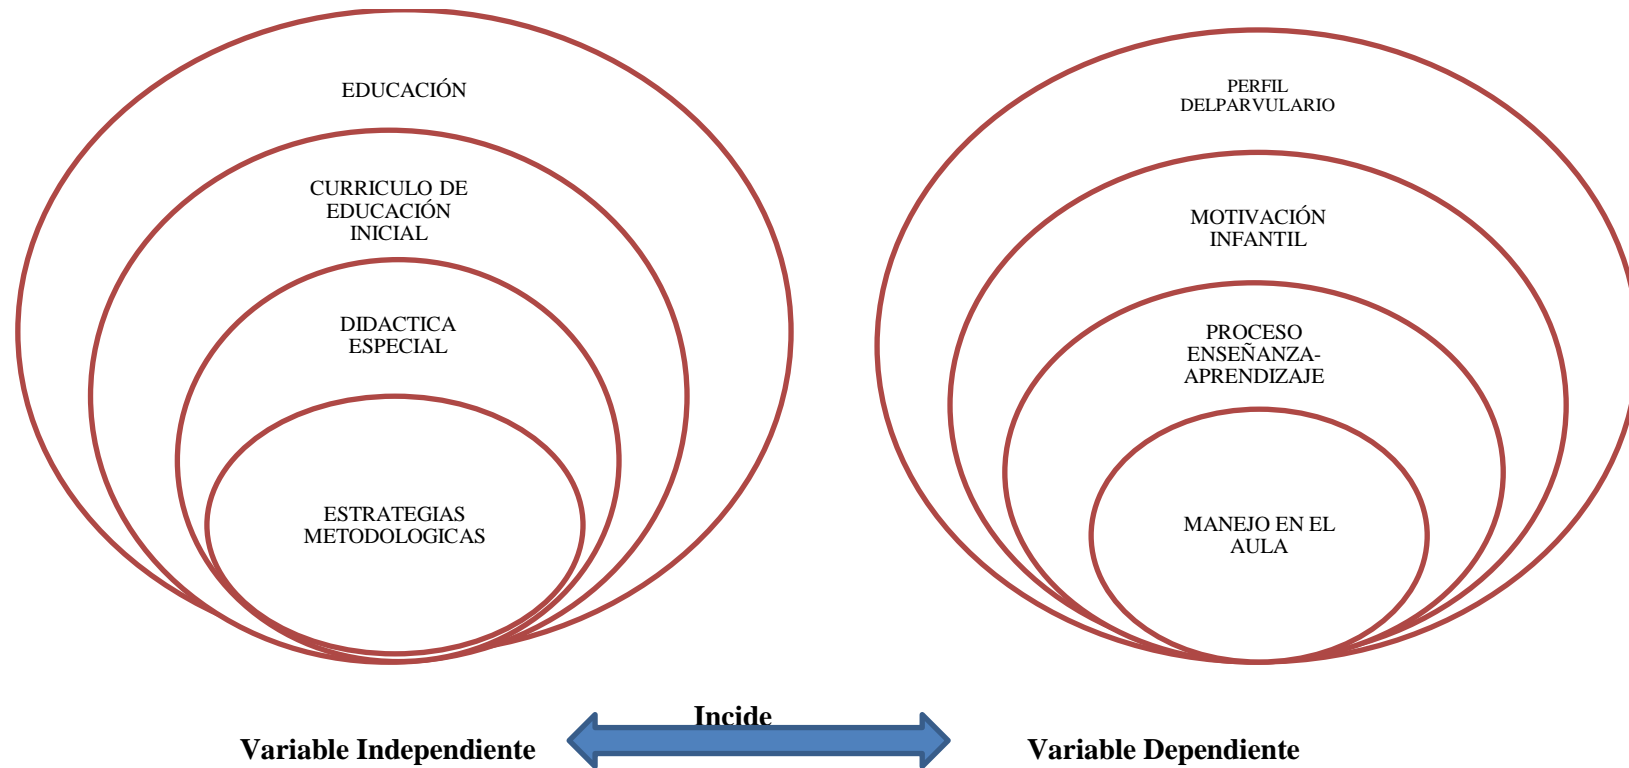 EDUCACIÓN
CURRICULO DE
EDUCACIÓN
INICIAL
DIDACTICA
ESPECIAL
ESTRATEGIAS
METODOLOGICAS
PERFIL
DELPARVULARIO
MOTIVACIÓN
INFANTIL
PROCESO
ENSEÑANZA-
APRENDIZAJE
MANEJO EN EL
AULA
Incide
Variable Independiente
Variable Dependiente